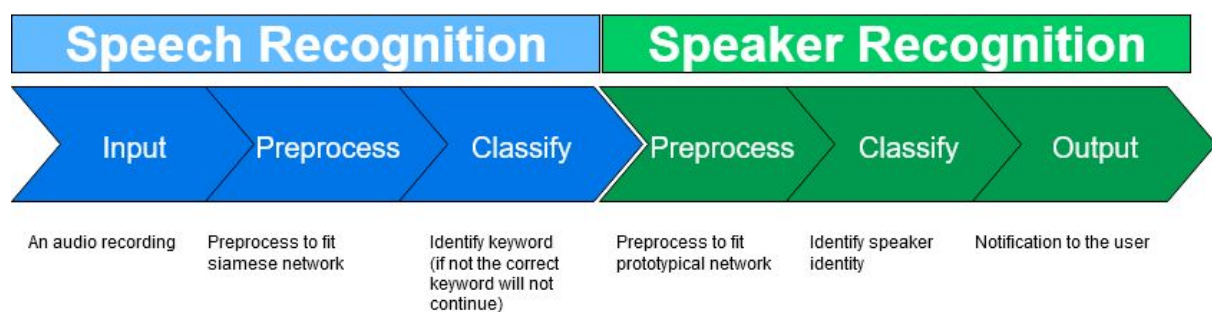 Speech Recognition
Speaker Recognition
Input
Preprocess
Classify
Preprocess
Classify
Output
An audio recording
Preprocess to fit
siamese network
Identify keyword
(if not the correct
keyword will not
continue)
Preprocess to fit
prototypical network
Identify speaker
identity
Notification to the user